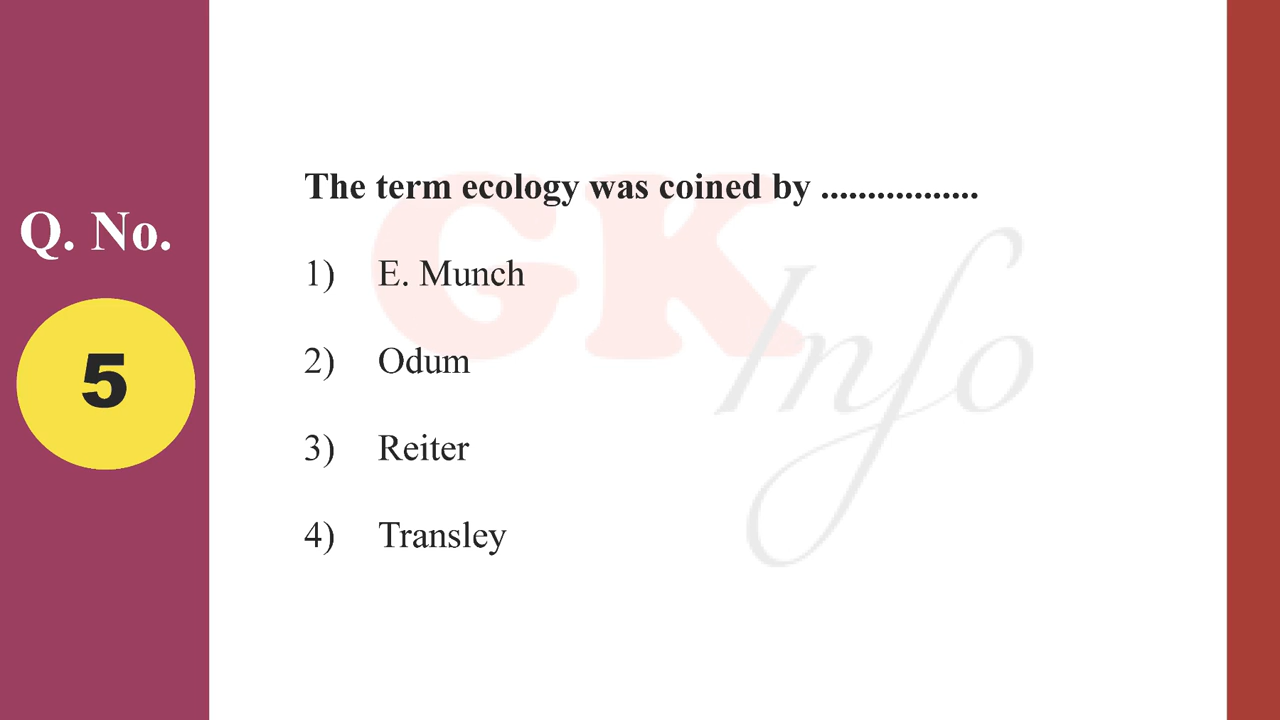 Q. No.
5
The term ecology was coined by .................
1) E. Munch
2) Odum
3) Reiter
4) Transley
GK
Info